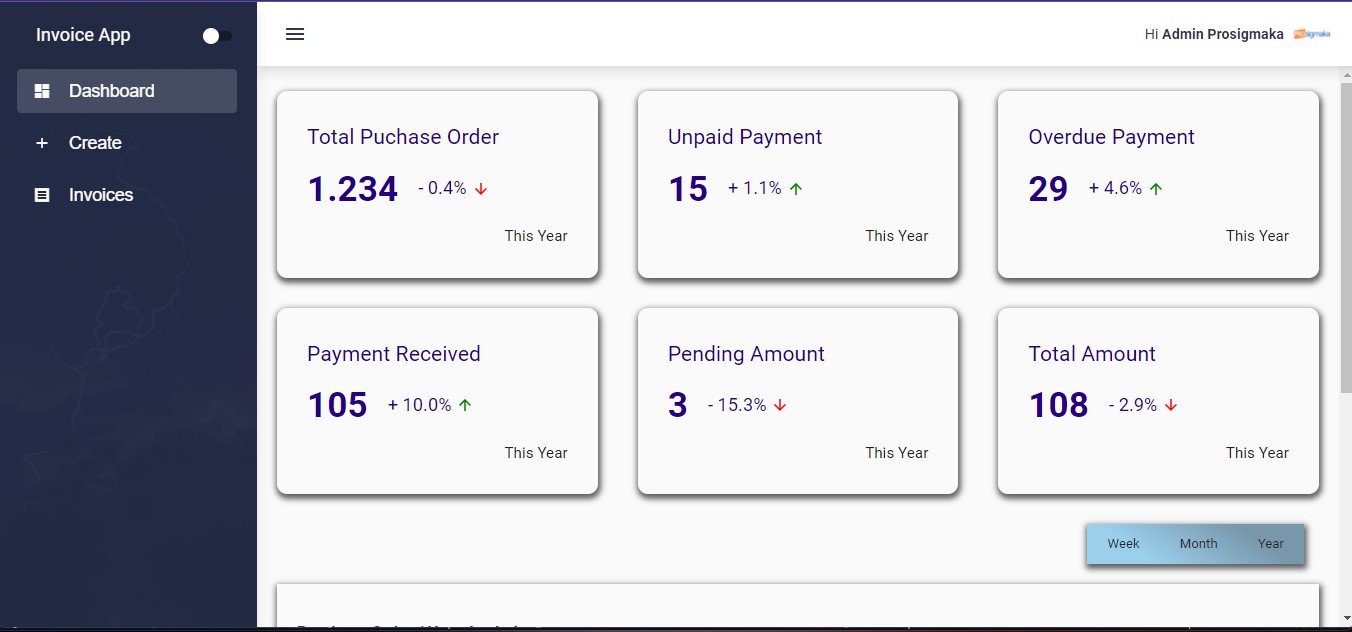 Invoice App
Hi Admin Prosigmaka
Dashboard
Create
Invoices
Total Puchase Order
1.234 - 0.4%
This Year
Unpaid Payment
15 + 1.1%
This Year
Overdue Payment
29 + 4.6%
This Year
Payment Received
105 + 10.0%
This Year
Pending Amount
3 - 15.3%
This Year
Total Amount
108 - 2.9%
This Year
Week Month Year